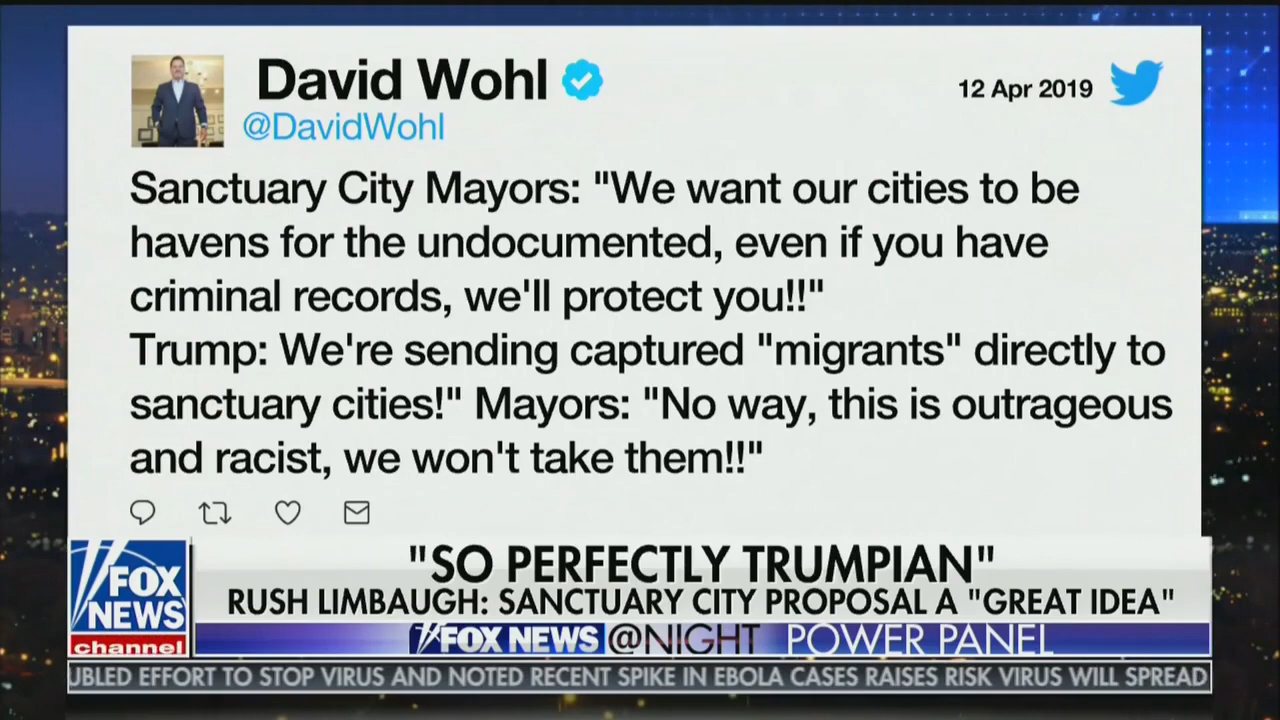 David Wohl
@DavidWohl
12 Apr 2019
Sanctuary City Mayors: "We want our cities to be
havens for the undocumented, even if you have
criminal records, we'll protect you!!"
Trump: We're sending captured "migrants" directly to
sanctuary cities!" Mayors: "No way, this is outrageous
and racist, we won't take them!!"
"SO PERFECTLY TRUMPIAN"
RUSH LIMBAUGH: SANCTUARY CITY PROPOSAL A "GREAT IDEA"
FOX
NEWS
channel
FOX NEWS @NIGHT POWER PANEL
UBLED EFFORT TO STOP VIRUS AND NOTED RECENT SPIKE IN EBOLA CASES RAISES RISK VIRUS WILL SPREAD